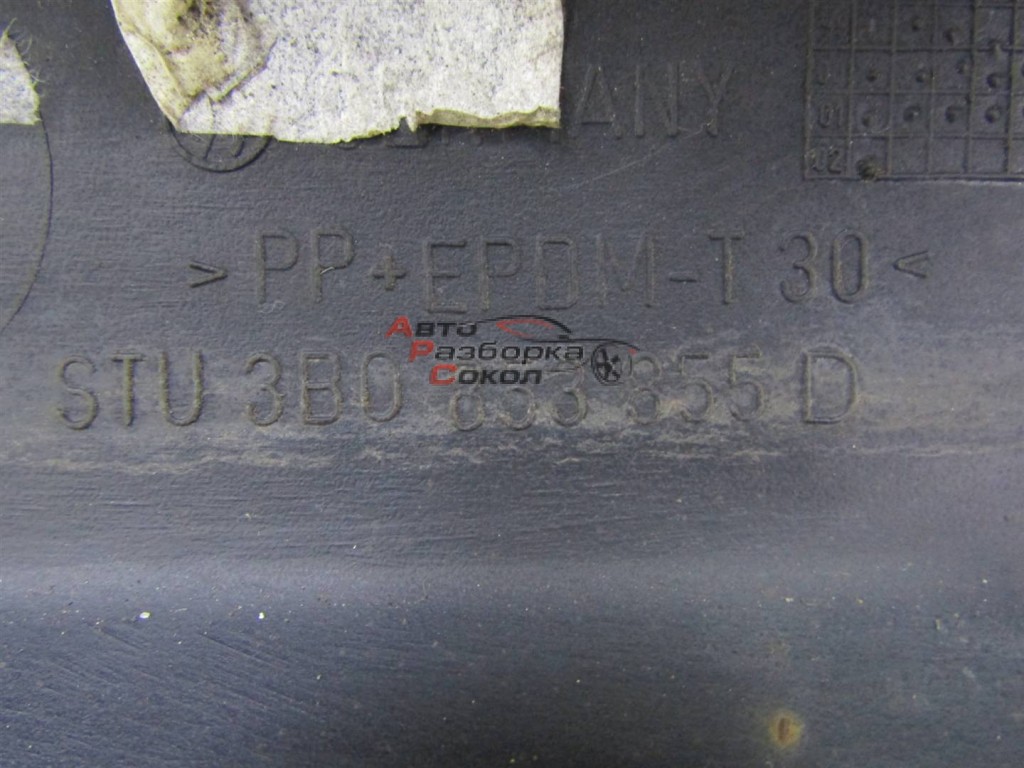 > PP+EPDM-T 30 <
АВТО
РАЗБОРКА
СОКОЛ
STU 3B0 853 855 D